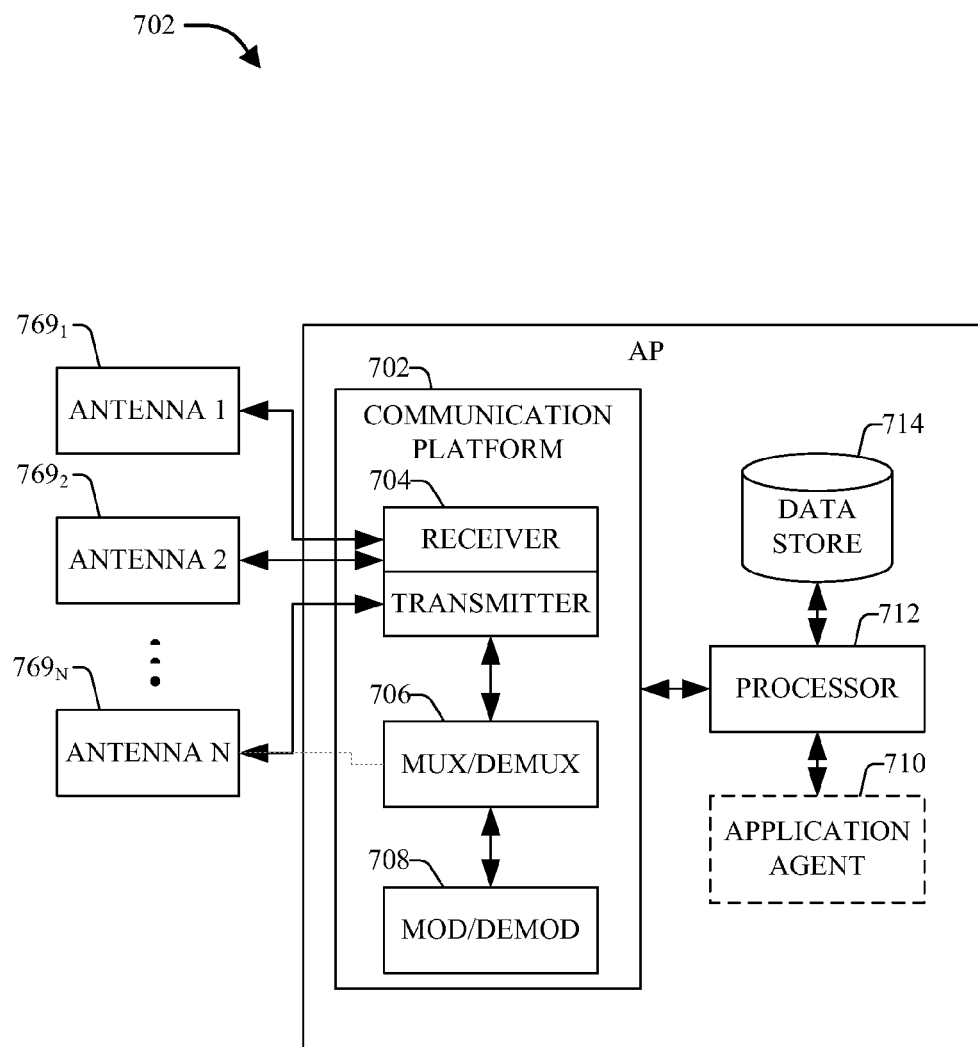 702
769₁
ANTENNA 1
769₂
ANTENNA 2
769ₙ
ANTENNA N
AP
702
COMMUNICATION
PLATFORM
704
RECEIVER
TRANSMITTER
706
MUX/DEMUX
708
MOD/DEMOD
714
DATA
STORE
712
PROCESSOR
710
APPLICATION
AGENT